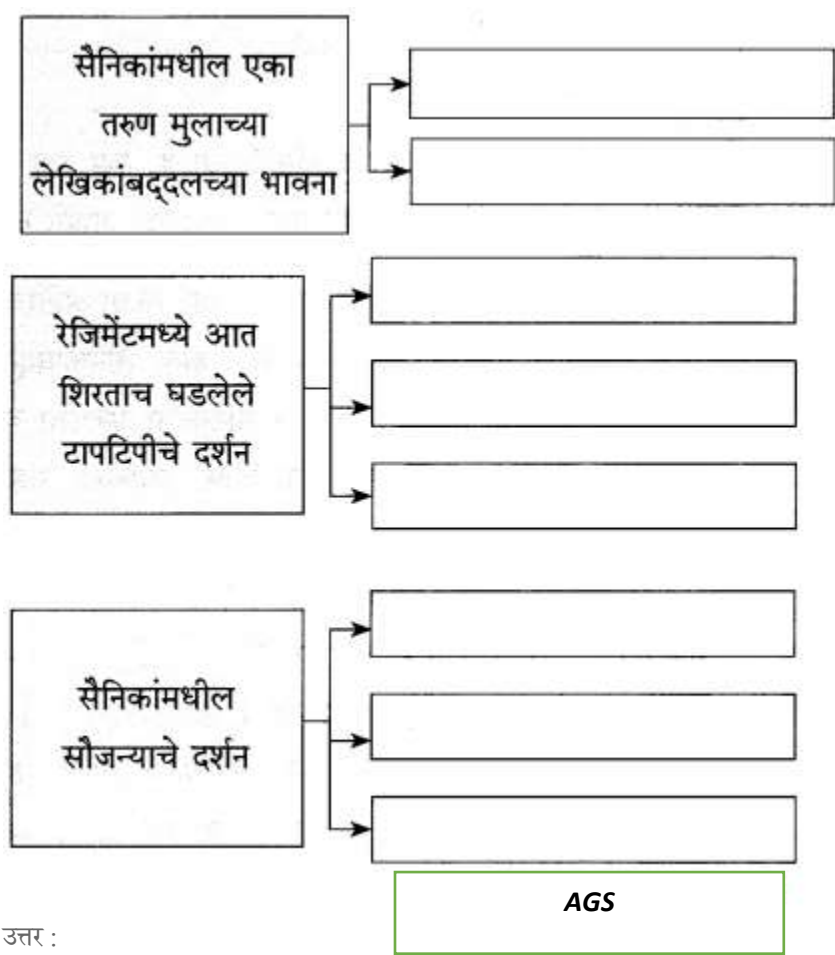 सैनिकांमधील एका
तरुण मुलाच्या
लेखिकांबद्दलच्या भावना
रेजिमेंटमध्ये आत
शिरताच घडलेले
टापटिपीचे दर्शन
सैनिकांमधील
सौजन्याचे दर्शन
AGS
उत्तर :